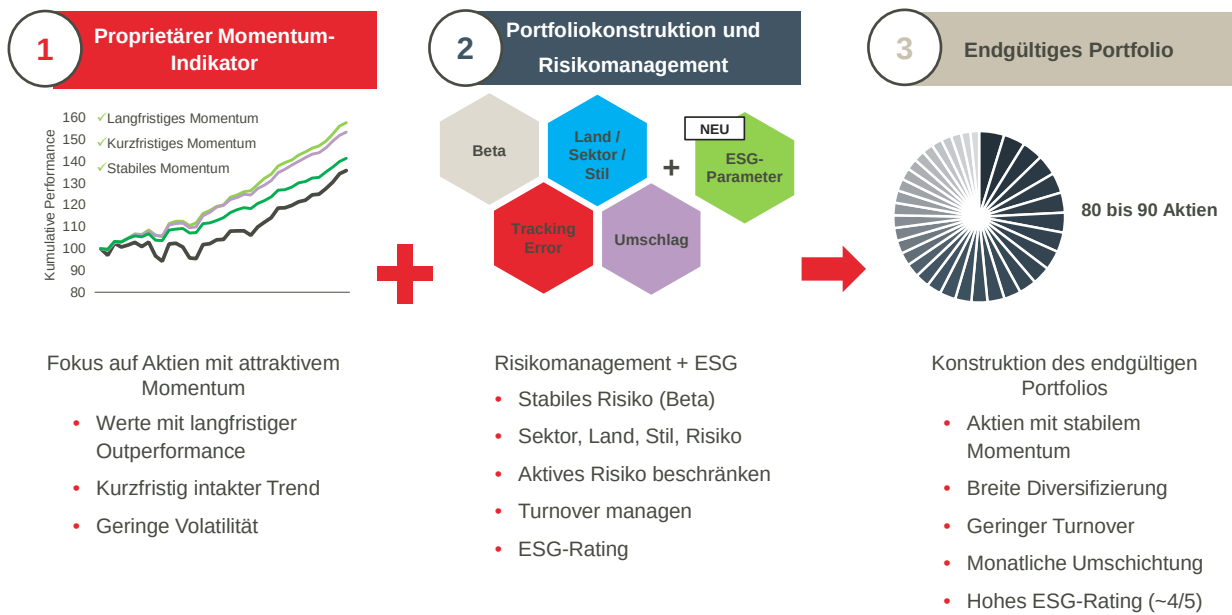 1
Proprietärer Momentum-
Indikator
160
150
140
130
120
110
100
90
80
Kumulative Performance
✓Langfristiges Momentum
✓Kurzfristiges Momentum
✓Stabiles Momentum
Fokus auf Aktien mit attraktivem
Momentum
• Werte mit langfristiger
Outperformance
• Kurzfristig intakter Trend
• Geringe Volatilität
2
Portfoliokonstruktion und
Risikomanagement
Beta
Land /
Sektor /
Stil
+
NEU
ESG-
Parameter
Tracking
Error
Umschlag
Risikomanagement + ESG
• Stabiles Risiko (Beta)
• Sektor, Land, Stil, Risiko
• Aktives Risiko beschränken
• Turnover managen
• ESG-Rating
3
Endgültiges Portfolio
80 bis 90 Aktien
Konstruktion des endgültigen
Portfolios
• Aktien mit stabilem
Momentum
• Breite Diversifizierung
• Geringer Turnover
• Monatliche Umschichtung
• Hohes ESG-Rating (~4/5)